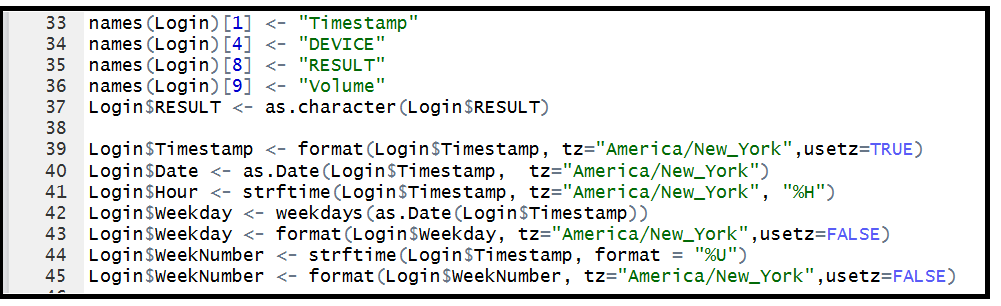 33 names(Login)[1] <- "Timestamp"
34 names(Login)[4] <- "DEVICE"
35 names(Login)[8] <- "RESULT"
36 names(Login)[9] <- "Volume"
37 Login$RESULT <- as.character(Login$RESULT)
38
39 Login$Timestamp <- format(Login$Timestamp, tz="America/New_York",usetz=TRUE)
40 Login$Date <- as.Date(Login$Timestamp,  tz="America/New_York")
41 Login$Hour <- strftime(Login$Timestamp, tz="America/New_York", "%H")
42 Login$Weekday <- weekdays(as.Date(Login$Timestamp))
43 Login$Weekday <- format(Login$Weekday, tz="America/New_York",usetz=FALSE)
44 Login$WeekNumber <- strftime(Login$Timestamp, format = "%U")
45 Login$WeekNumber <- format(Login$WeekNumber, tz="America/New_York",usetz=FALSE)